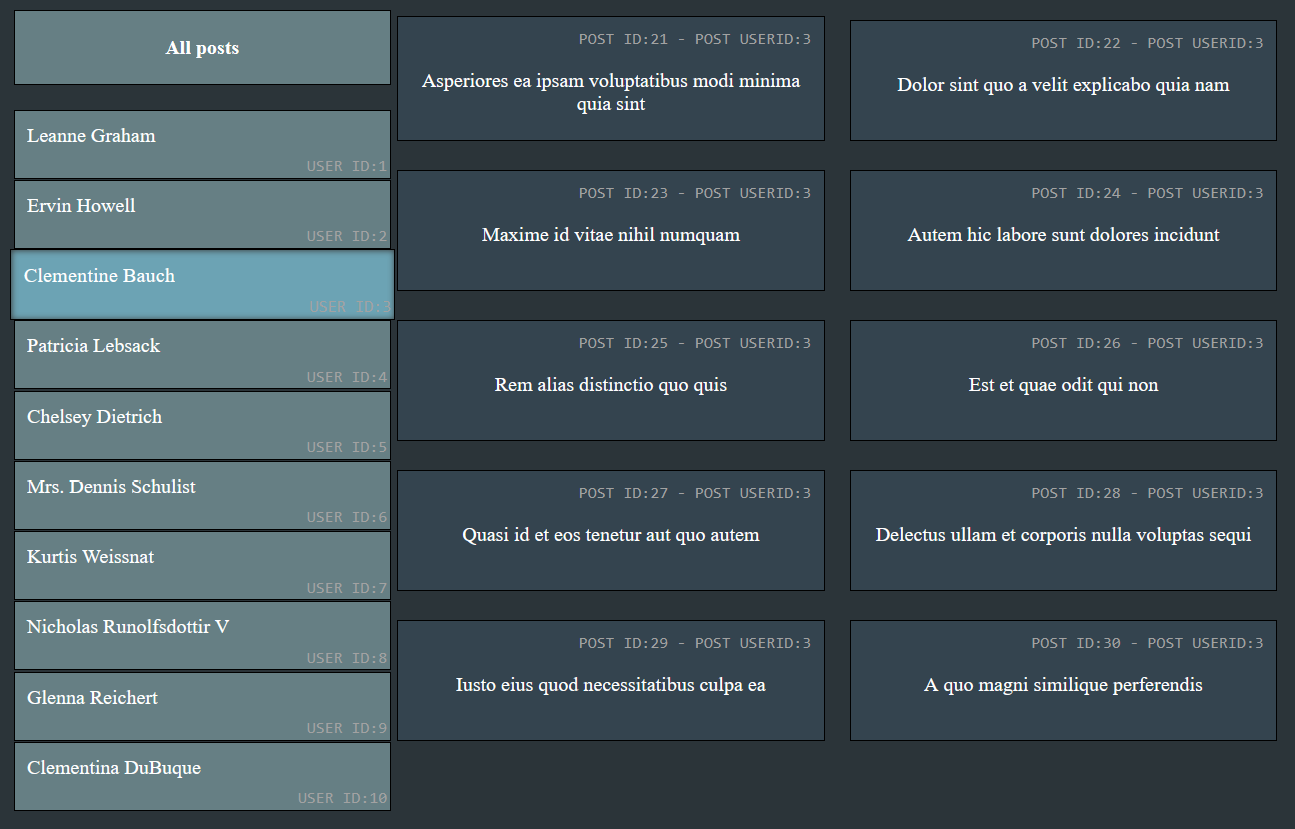 All posts
Leanne Graham
USER ID:1
Ervin Howell
USER ID:2
Clementine Bauch
USER ID:3
Patricia Lebsack
USER ID:4
Chelsey Dietrich
USER ID:5
Mrs. Dennis Schulist
USER ID:6
Kurtis Weissnat
USER ID:7
Nicholas Runolfsdottir V
USER ID:8
Glenna Reichert
USER ID:9
Clementina DuBuque
USER ID:10
POST ID:21 - POST USERID:3
Asperiores ea ipsam voluptatibus modi minima
quia sint
POST ID:22 - POST USERID:3
Dolor sint quo a velit explicabo quia nam
POST ID:23 - POST USERID:3
Maxime id vitae nihil numquam
POST ID:24 - POST USERID:3
Autem hic labore sunt dolores incidunt
POST ID:25 - POST USERID:3
Rem alias distinctio quo quis
POST ID:26 - POST USERID:3
Est et quae odit qui non
POST ID:27 - POST USERID:3
Quasi id et eos tenetur aut quo autem
POST ID:28 - POST USERID:3
Delectus ullam et corporis nulla voluptas sequi
POST ID:29 - POST USERID:3
Iusto eius quod necessitatibus culpa ea
POST ID:30 - POST USERID:3
A quo magni similique perferendis